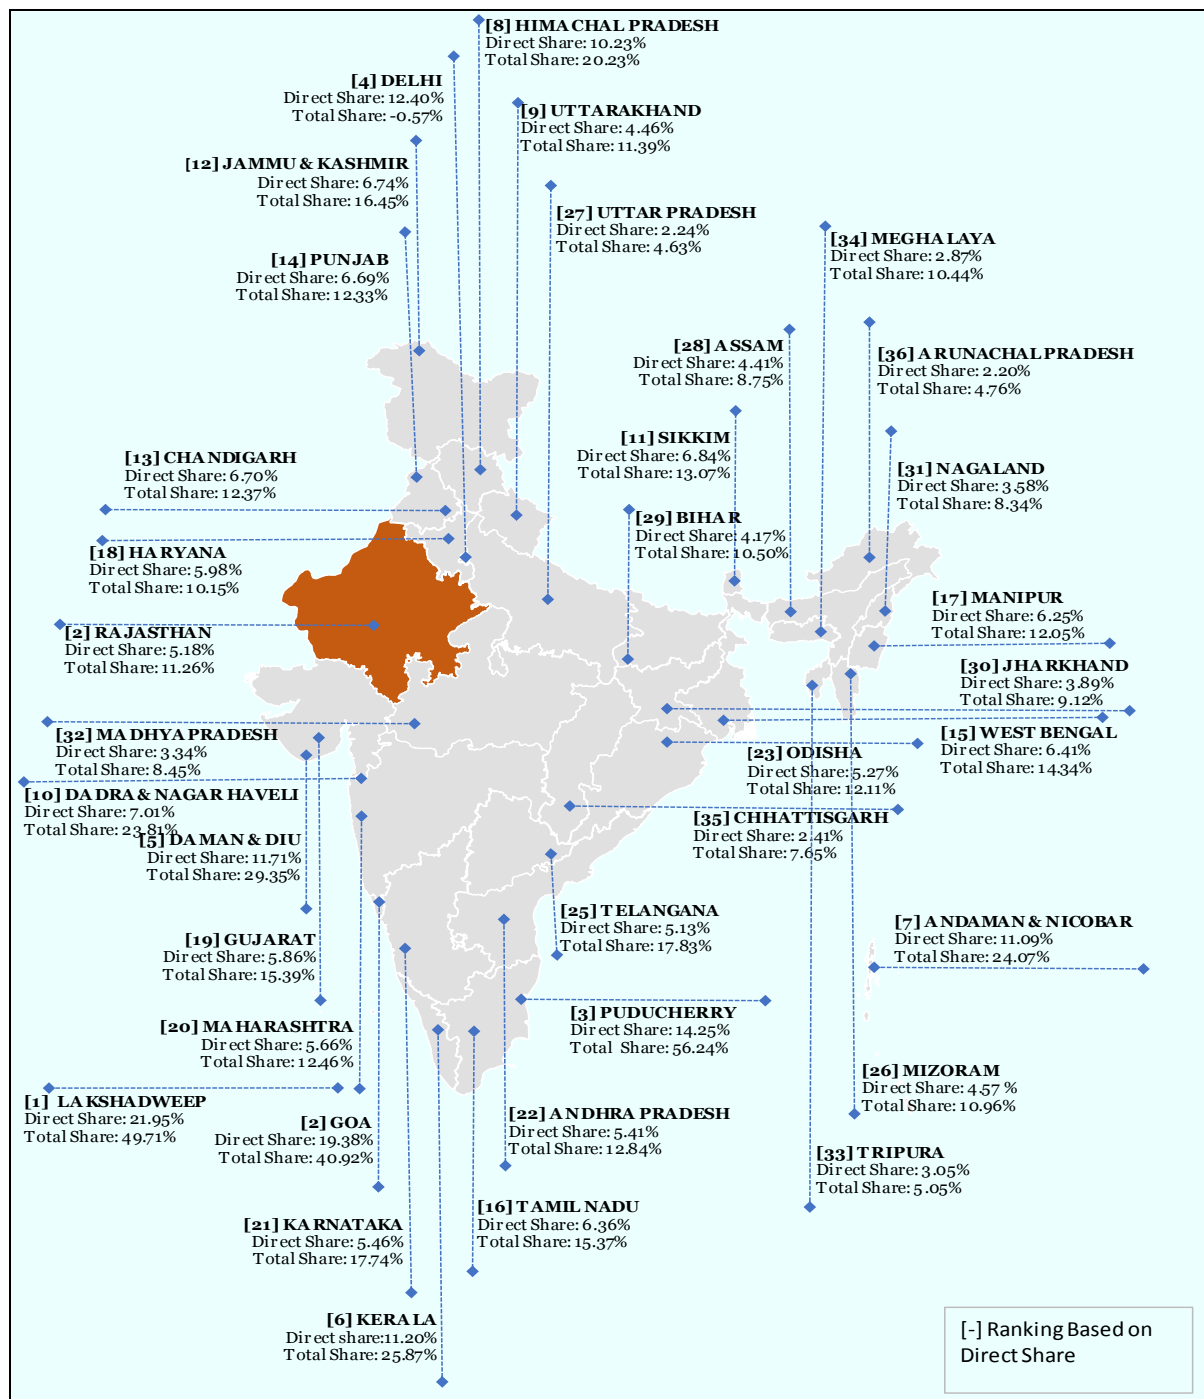 [8] HIMACHAL PRADESH
Direct Share: 10.23%
Total Share: 20.23%
[4] DELHI
Direct Share: 12.40%
Total Share: -0.57%
[9] UTTARAKHAND
Direct Share: 4.46%
Total Share: 11.39%
[12] JAMMU & KASHMIR
Direct Share: 6.74%
Total Share: 16.45%
[27] UTTAR PRADESH
Direct Share: 2.24%
Total Share: 4.63%
[34] MEGHALAYA
Direct Share: 2.87%
Total Share: 10.44%
[14] PUNJAB
Direct Share: 6.69%
Total Share: 12.33%
[28] ASSAM
Direct Share: 4.41%
Total Share: 8.75%
[36] ARUNACHAL PRADESH
Direct Share: 2.20%
Total Share: 4.76%
[11] SIKKIM
Direct Share: 6.84%
Total Share: 13.07%
[13] CHANDIGARH
Direct Share: 6.70%
Total Share: 12.37%
[31] NAGALAND
Direct Share: 3.58%
Total Share: 8.34%
[29] BIHAR
Direct Share: 4.17%
Total Share: 10.50%
[18] HARYANA
Direct Share: 5.98%
Total Share: 10.15%
[17] MANIPUR
Direct Share: 6.25%
Total Share: 12.05%
[2] RAJASTHAN
Direct Share: 5.18%
Total Share: 11.26%
[30] JHARKHAND
Direct Share: 3.89%
Total Share: 9.12%
[32] MADHYA PRADESH
Direct Share: 3.34%
Total Share: 8.45%
[15] WEST BENGAL
Direct Share: 6.41%
Total Share: 14.34%
[23] ODISHA
Direct Share: 5.27%
Total Share: 12.11%
[10] DADRA & NAGAR HAVELI
Direct Share: 7.01%
Total Share: 23.81%
[35] CHHATTISGARH
Direct Share: 2.41%
Total Share: 7.65%
[5] DAMAN & DIU
Direct Share: 11.71%
Total Share: 29.35%
[25] TELANGANA
Direct Share: 5.13%
Total Share: 17.83%
[7] ANDAMAN & NICOBAR
Direct Share: 11.09%
Total Share: 24.07%
[19] GUJARAT
Direct Share: 5.86%
Total Share: 15.39%
[3] PUDUCHERRY
Direct Share: 14.25%
Total Share: 56.24%
[20] MAHARASHTRA
Direct Share: 5.66%
Total Share: 12.46%
[26] MIZORAM
Direct Share: 4.57 %
Total Share: 10.96%
[1] LAKSHADWEEP
Direct Share: 21.95%
Total Share: 49.71%
[2] GOA
Direct Share: 19.38%
Total Share: 40.92%
[22] ANDHRA PRADESH
Direct Share: 5.41%
Total Share: 12.84%
[33] TRIPURA
Direct Share: 3.05%
Total Share: 5.05%
[16] TAMIL NADU
Direct Share: 6.36%
Total Share: 15.37%
[21] KARNATAKA
Direct Share: 5.46%
Total Share: 17.74%
[6] KERALA
Direct share:11.20%
Total Share: 25.87%
[-] Ranking Based on
Direct Share